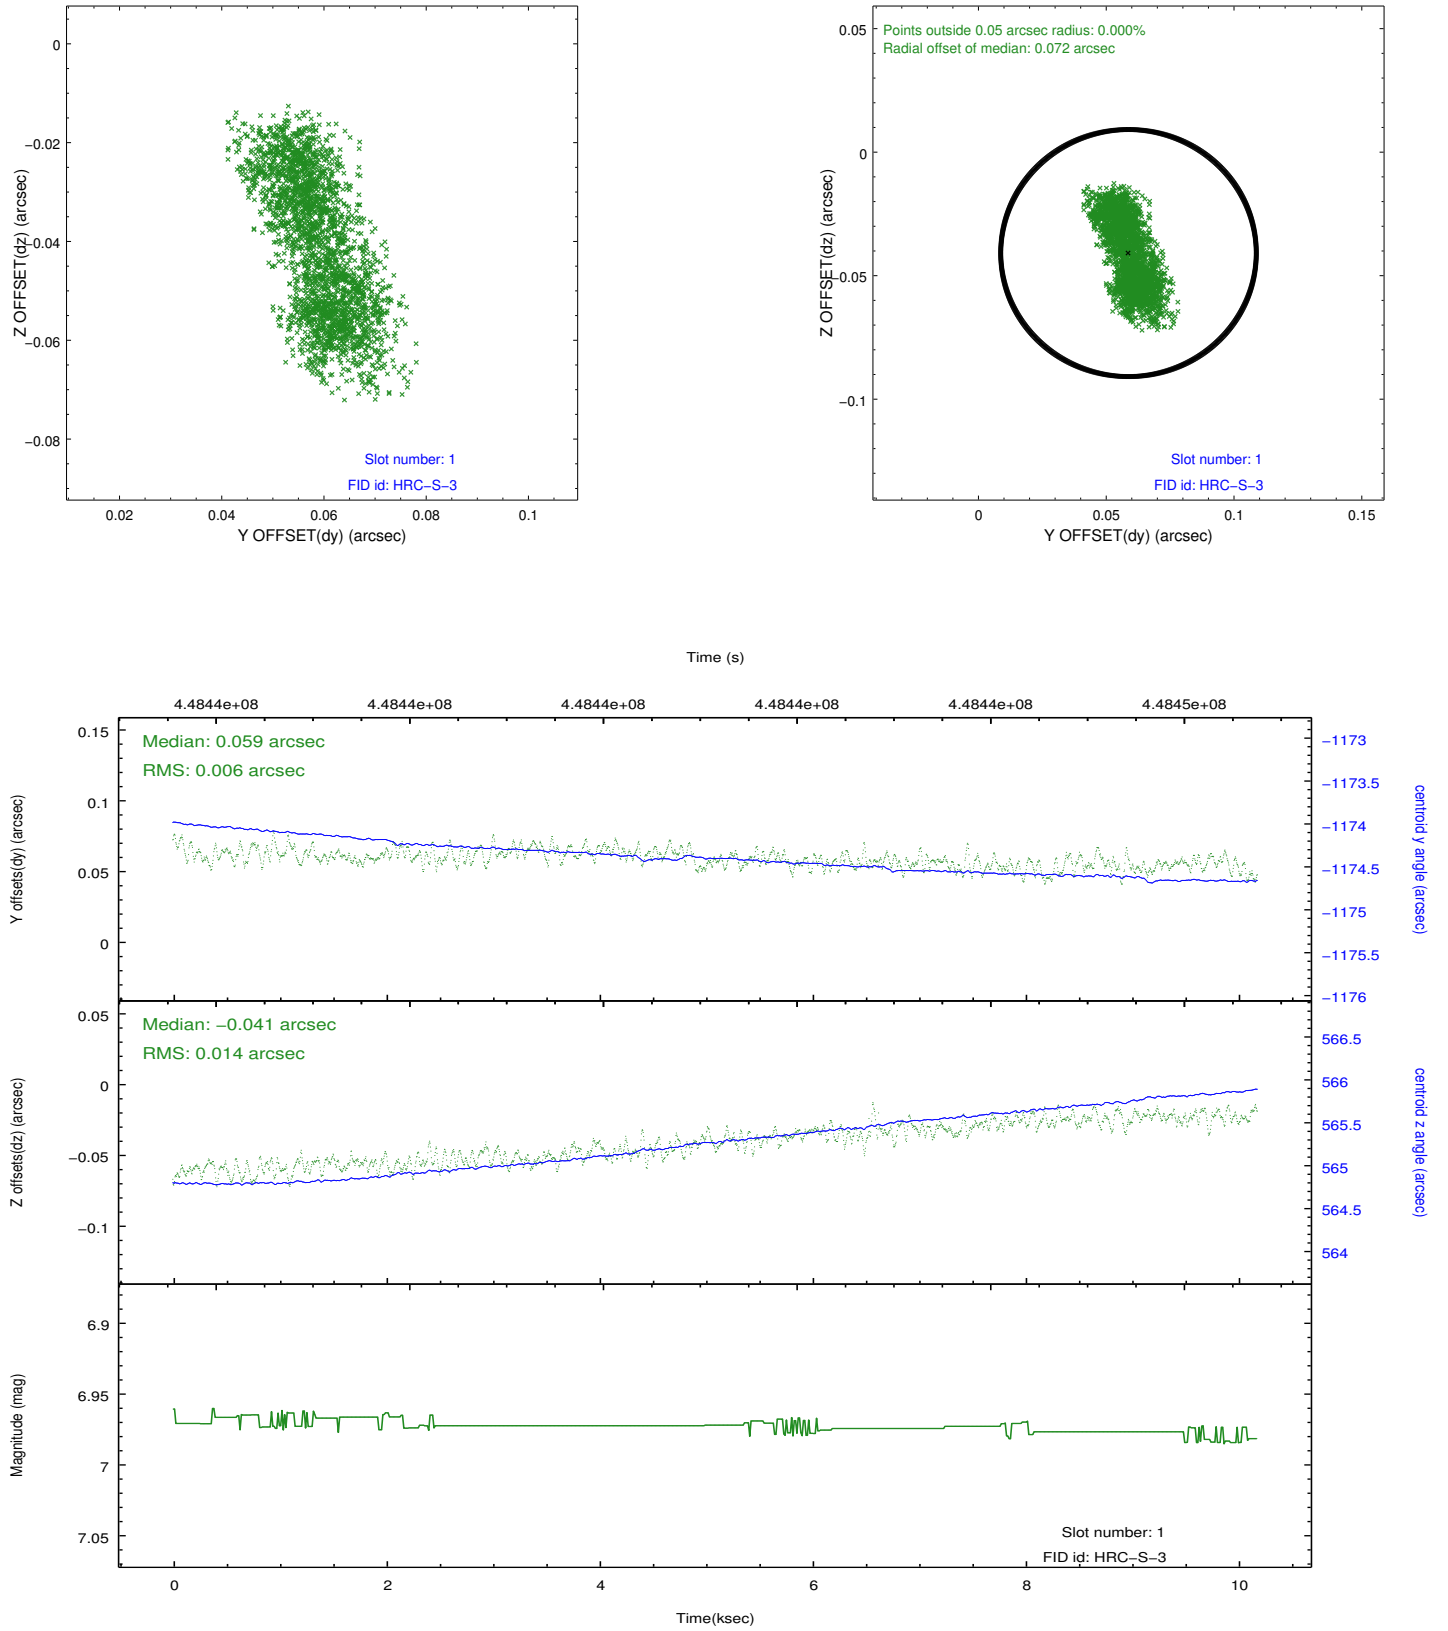 0
−0.02
−0.04
−0.06
−0.08
Z OFFSET(dz) (arcsec)
Slot number: 1
FID id: HRC−S−3
0.02 0.04 0.06 0.08 0.1
Y OFFSET(dy) (arcsec)
Points outside 0.05 arcsec radius: 0.000%
Radial offset of median: 0.072 arcsec
0.05
0
−0.05
−0.1
Z OFFSET(dz) (arcsec)
Slot number: 1
FID id: HRC−S−3
0 0.05 0.1 0.15
Y OFFSET(dy) (arcsec)
Time (s)
4.4844e+08 4.4844e+08 4.4844e+08 4.4844e+08 4.4844e+08 4.4845e+08
Median: 0.059 arcsec
RMS: 0.006 arcsec
0.15
0.1
0.05
0
Y offsets(dy) (arcsec)
−1173
−1173.5
−1174
−1174.5
−1175
−1175.5
−1176
centroid y angle (arcsec)
Median: −0.041 arcsec
RMS: 0.014 arcsec
0.05
0
−0.05
−0.1
Z offsets(dz) (arcsec)
566.5
566
565.5
565
564.5
564
centroid z angle (arcsec)
6.9
6.95
7
7.05
Magnitude (mag)
Slot number: 1
FID id: HRC−S−3
0 2 4 6 8 10
Time(ksec)